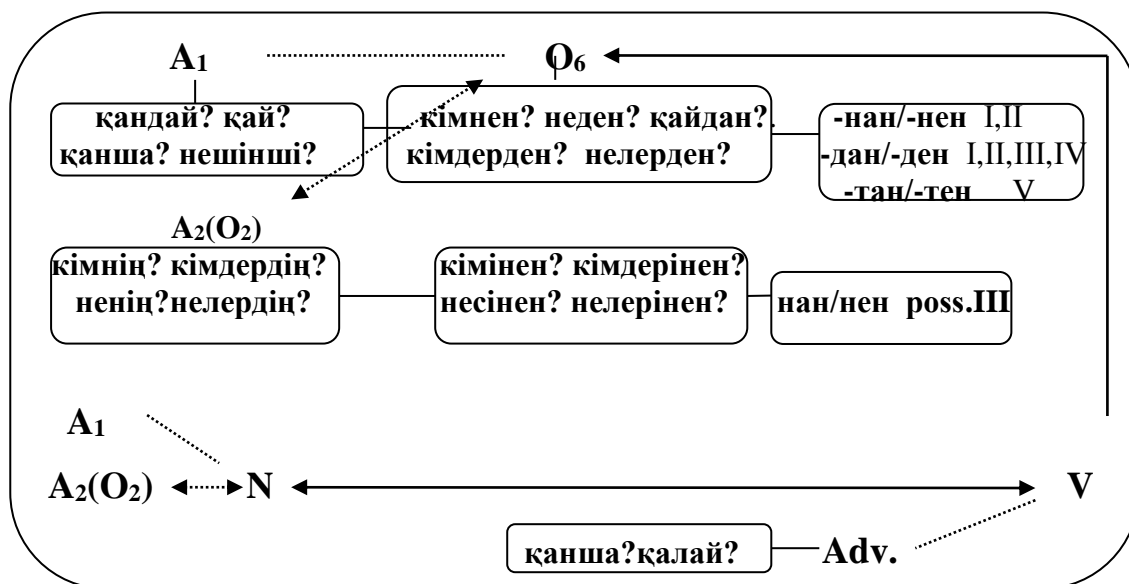 A₁ O₆
қандай? қай?
қанша? нешінші?
кімнен? неден? қайдан?.
кімдерден? нелерден?
-нан/-нен I,II
-дан/-ден I,II,III,IV
-тан/-тен V
A₂(O₂)
кімнің? кімдердің?
ненің?нелердің?
кімінен? кімдерінен?
несінен? нелерінен?
нан/нен poss.III
A₁
A₂(O₂) N V
қанша?қалай? Adv.